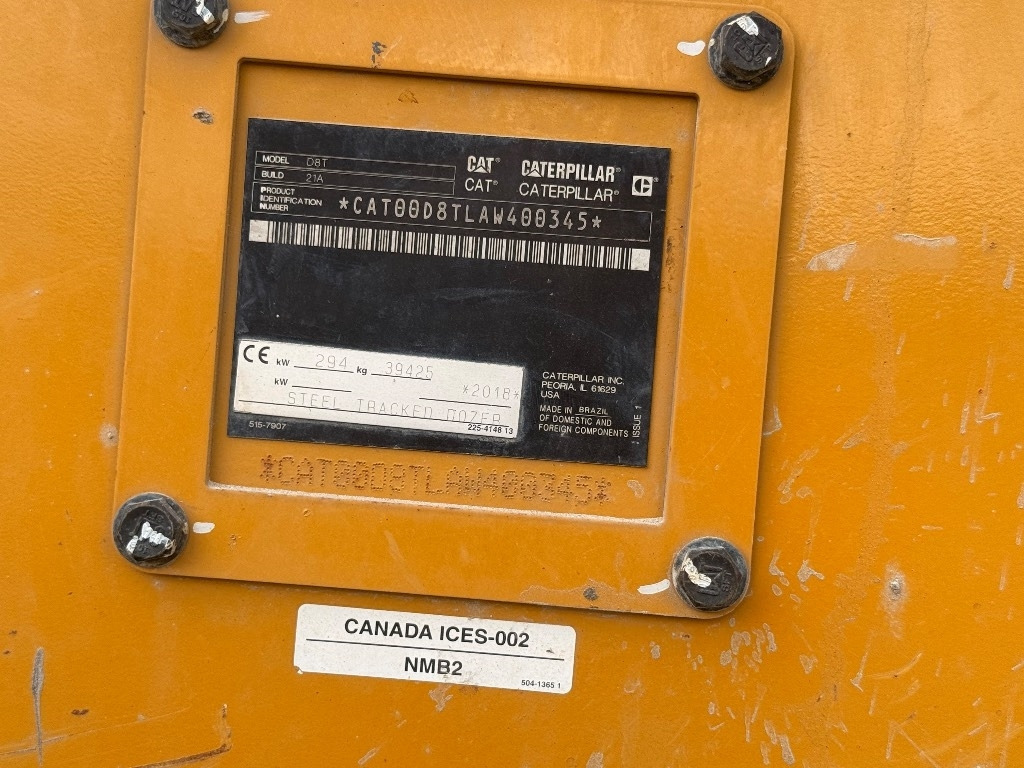 MODEL D8T
BUILD 21A
CAT® CATERPILLAR®
CAT® CATERPILLAR®
PRODUCT IDENTIFICATION NUMBER *CAT00D8TLAW400345*
CE kW 294 kg 39425
kW *2018*
STEEL TRACKED DOZER
225-4146 13
515-7907
CATERPILLAR INC.
PEORIA, IL 61629
USA
MADE IN BRAZIL
OF DOMESTIC AND
FOREIGN COMPONENTS
ISSUE 1
*CAT00D8TLAW400345*
CANADA ICES-002
NMB2
504-1365 1